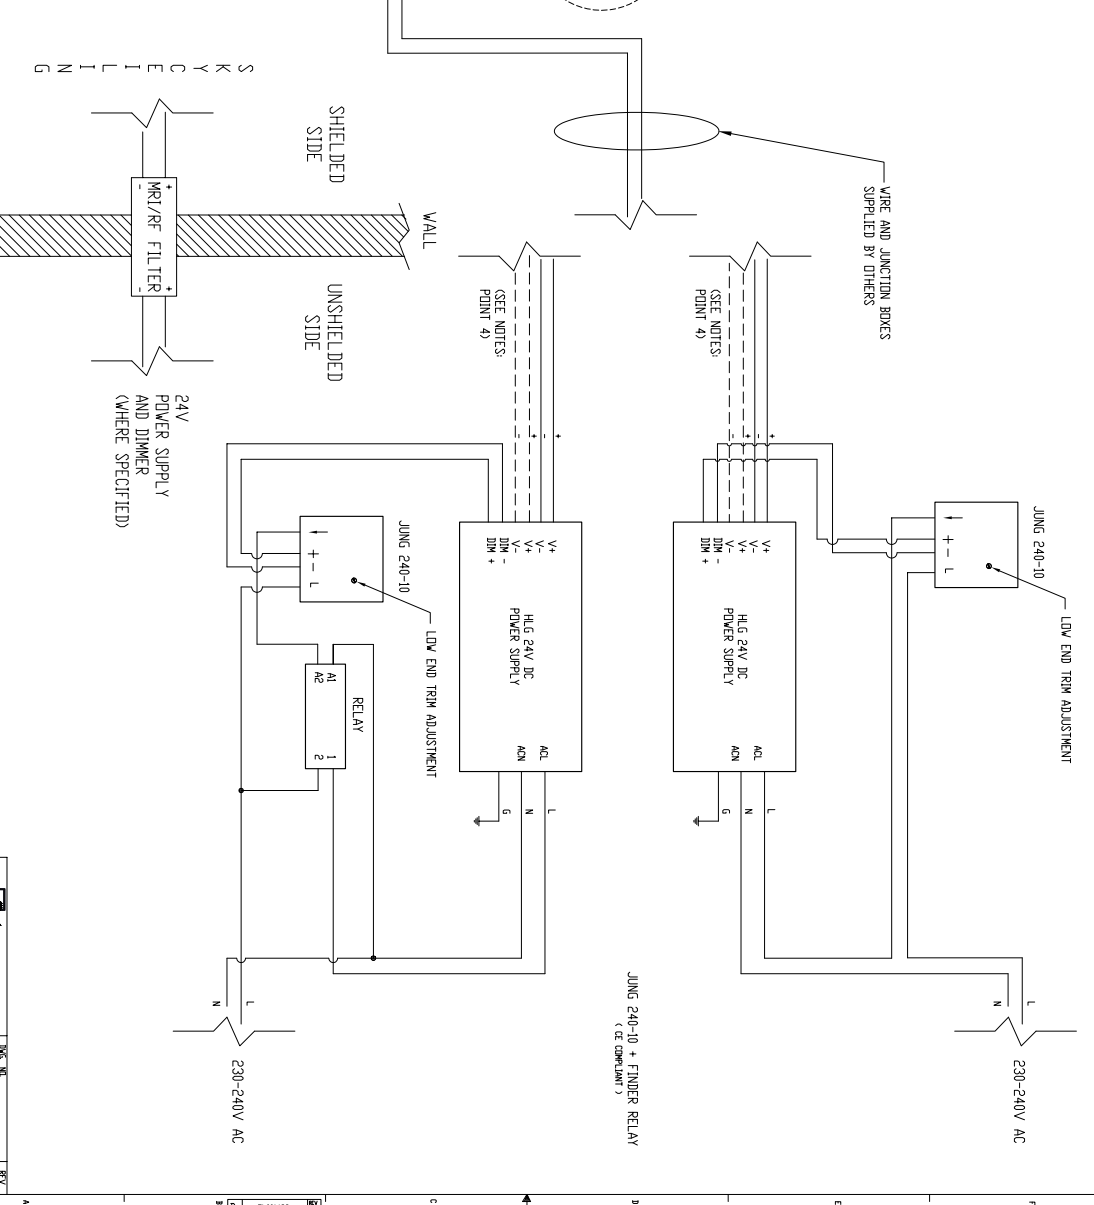 SKYCEILING
SHIELDED
SIDE
MRI/RF FILTER
+
-
+
-
WALL
UNSHIELDED
SIDE
24V
POWER SUPPLY
AND DIMMER
(WHERE SPECIFIED)
WIRE AND JUNCTION BOXES
SUPPLIED BY OTHERS
(SEE NOTES:
POINT 4)
+
-
+
-
JUNG 240-10
+
-
L
LOW END TRIM ADJUSTMENT
V+
V-
V+
V-
DIM -
DIM +
HLG 24V DC
POWER SUPPLY
ACL
ACN
L
N
G
L
N
230-240V AC
(SEE NOTES:
POINT 4)
+
-
+
-
JUNG 240-10
+
-
L
LOW END TRIM ADJUSTMENT
V+
V-
V+
V-
DIM -
DIM +
HLG 24V DC
POWER SUPPLY
ACL
ACN
L
N
G
RELAY
A1
A2
1
2
L
N
230-240V AC
JUNG 240-10 + FINDER RELAY
( CE COMPLIANT )
DWG. NO.
REV
A
B
C
D
E
F